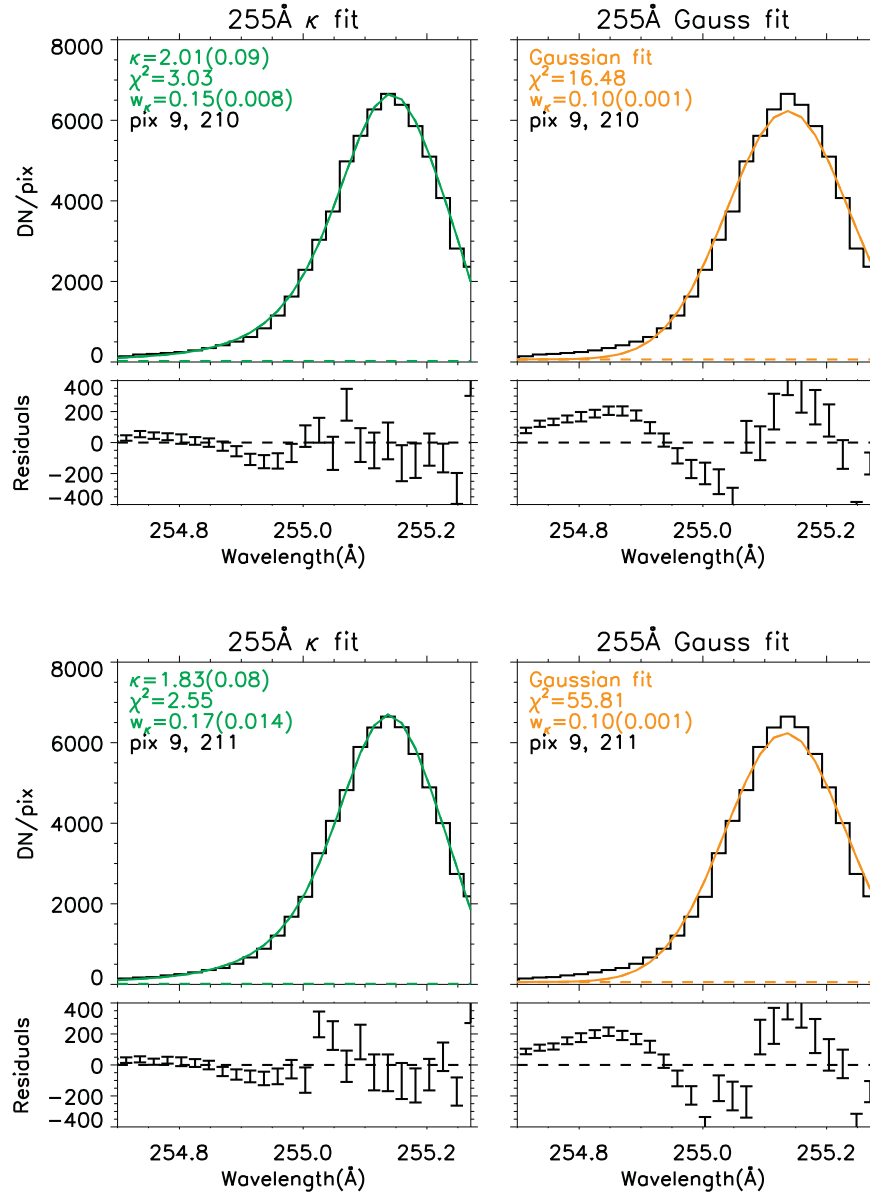 255Å κ fit
255Å Gauss fit
κ=2.01(0.09)
χ²=3.03
wκ=0.15(0.008)
pix 9, 210
Gaussian fit
χ²=16.48
wκ=0.10(0.001)
pix 9, 210
DN/pix
8000
6000
4000
2000
0
Residuals
400
200
0
−200
−400
254.8 255.0 255.2
Wavelength(Å)
254.8 255.0 255.2
Wavelength(Å)
255Å κ fit
255Å Gauss fit
κ=1.83(0.08)
χ²=2.55
wκ=0.17(0.014)
pix 9, 211
Gaussian fit
χ²=55.81
wκ=0.10(0.001)
pix 9, 211
DN/pix
8000
6000
4000
2000
0
Residuals
400
200
0
−200
−400
254.8 255.0 255.2
Wavelength(Å)
254.8 255.0 255.2
Wavelength(Å)